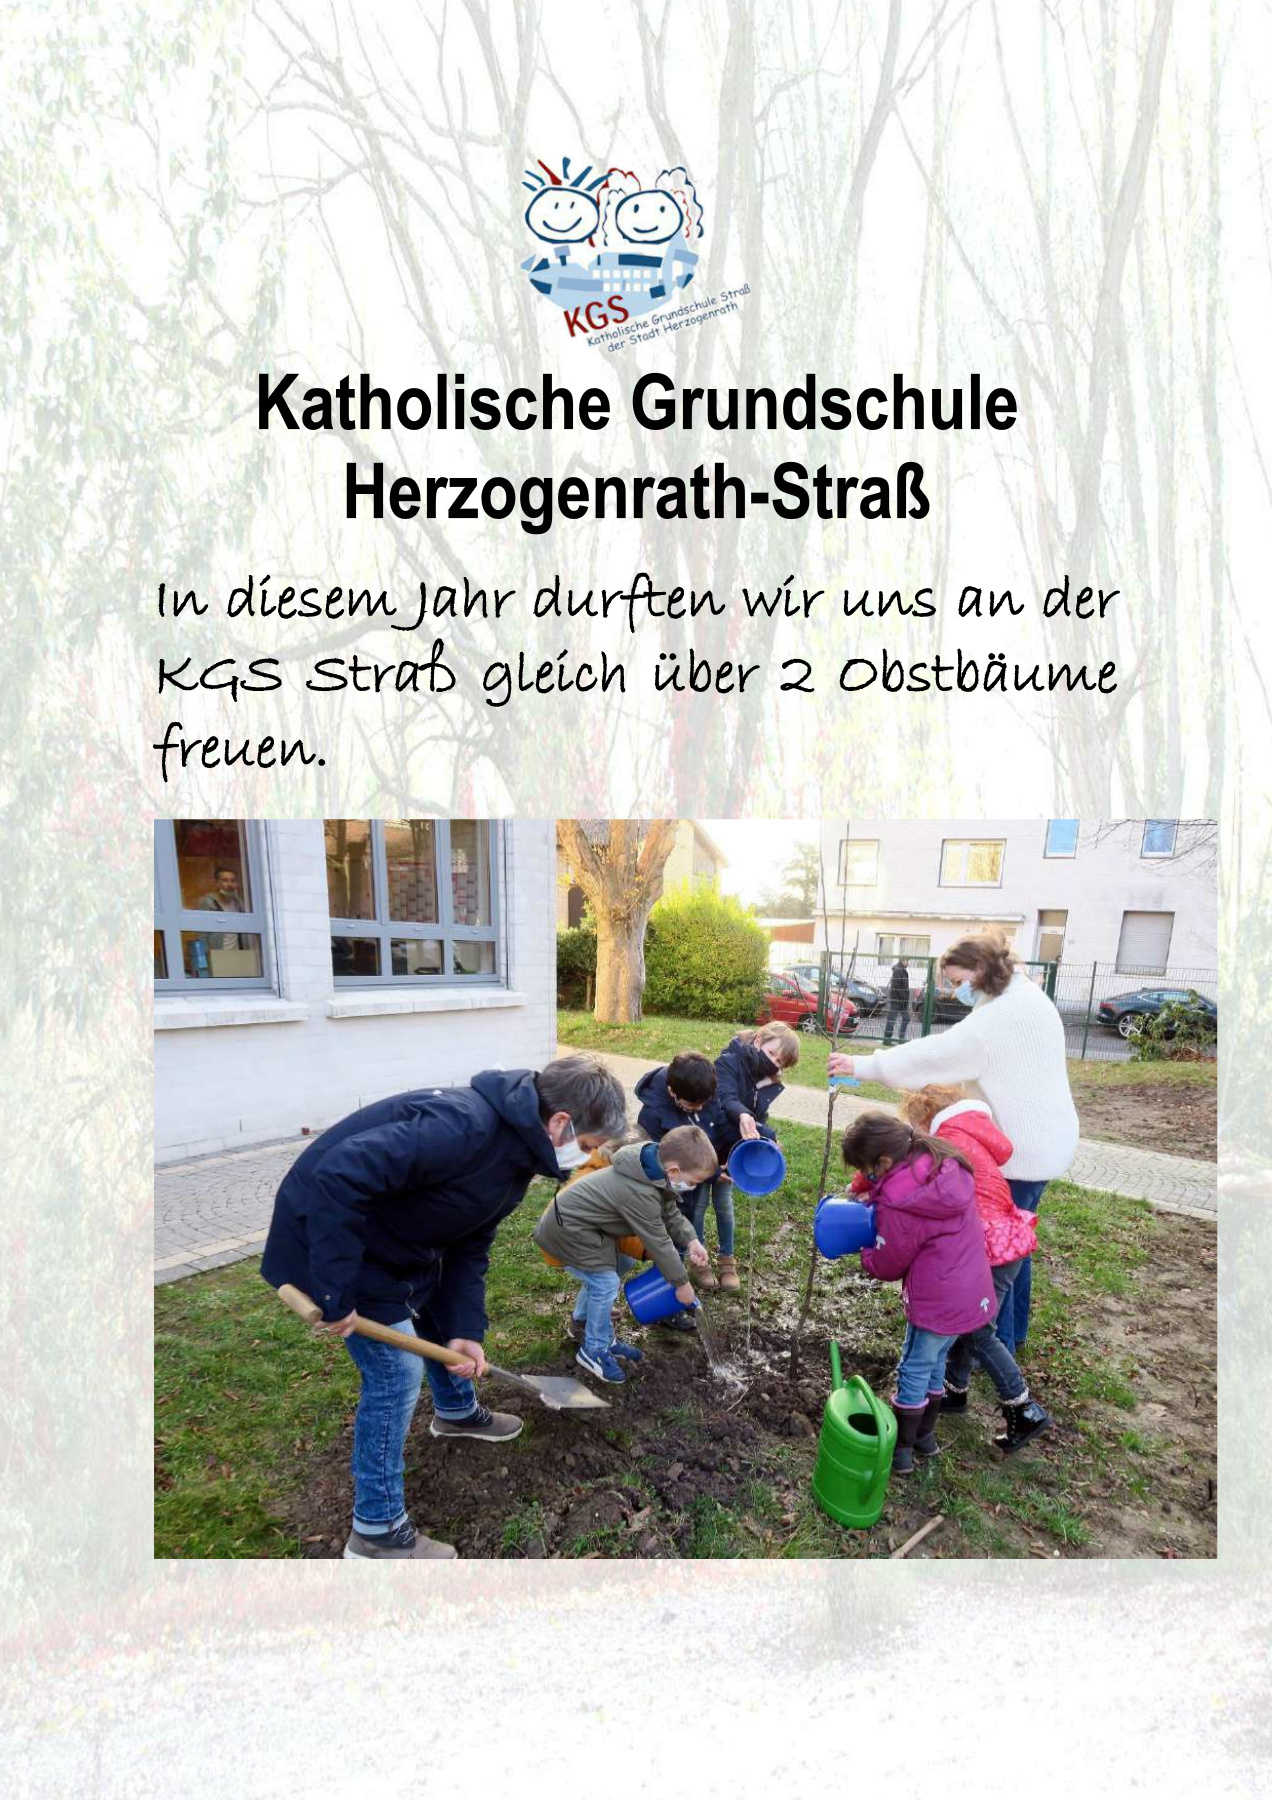 KGS
Katholische Grundschule Straß
der Stadt Herzogenrath
Katholische Grundschule
Herzogenrath-Straß
In diesem Jahr durften wir uns an der
KGS Straß gleich über 2 Obstbäume
freuen.